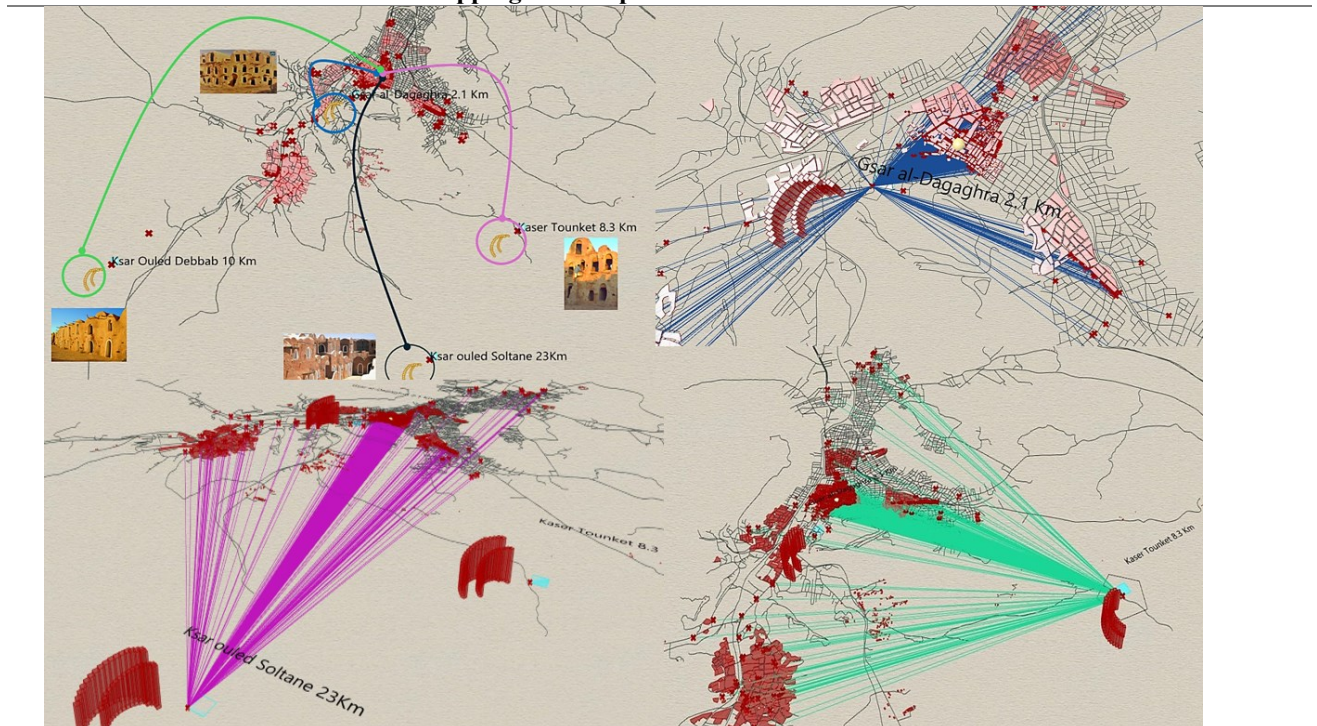 Gsar al-Dagaghra 2.1 Km
Kaser Tounket 8.3 Km
Ksar Ouled Debbab 10 Km
Ksar ouled Soltane 23Km
Gsar al-Dagaghra 2.1 Km
Kaser Tounket 8.3
Ksar ouled Soltane 23Km
Kaser Tounket 8.3 Km